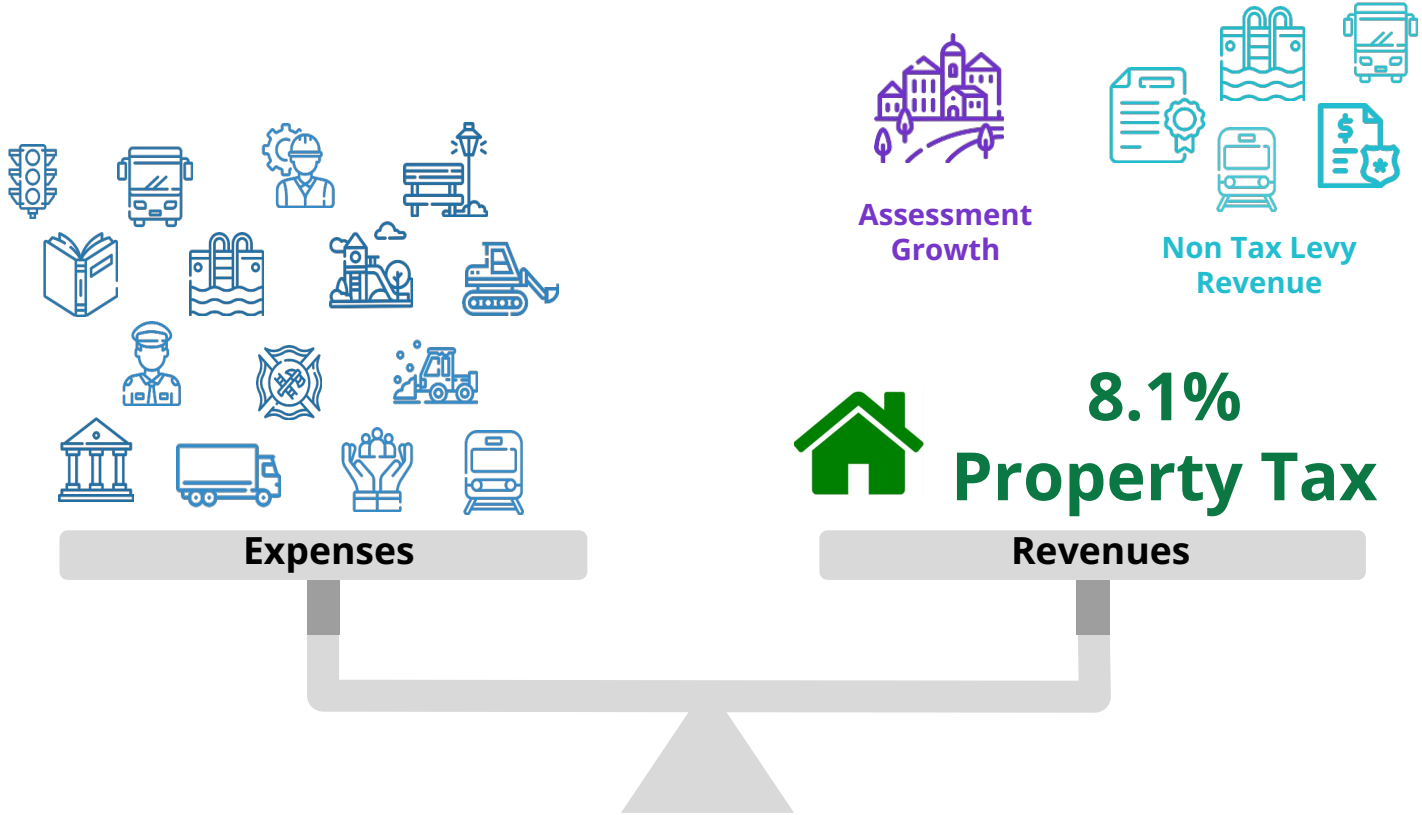 Assessment
Growth
Non Tax Levy
Revenue
8.1%
Property Tax
Expenses
Revenues